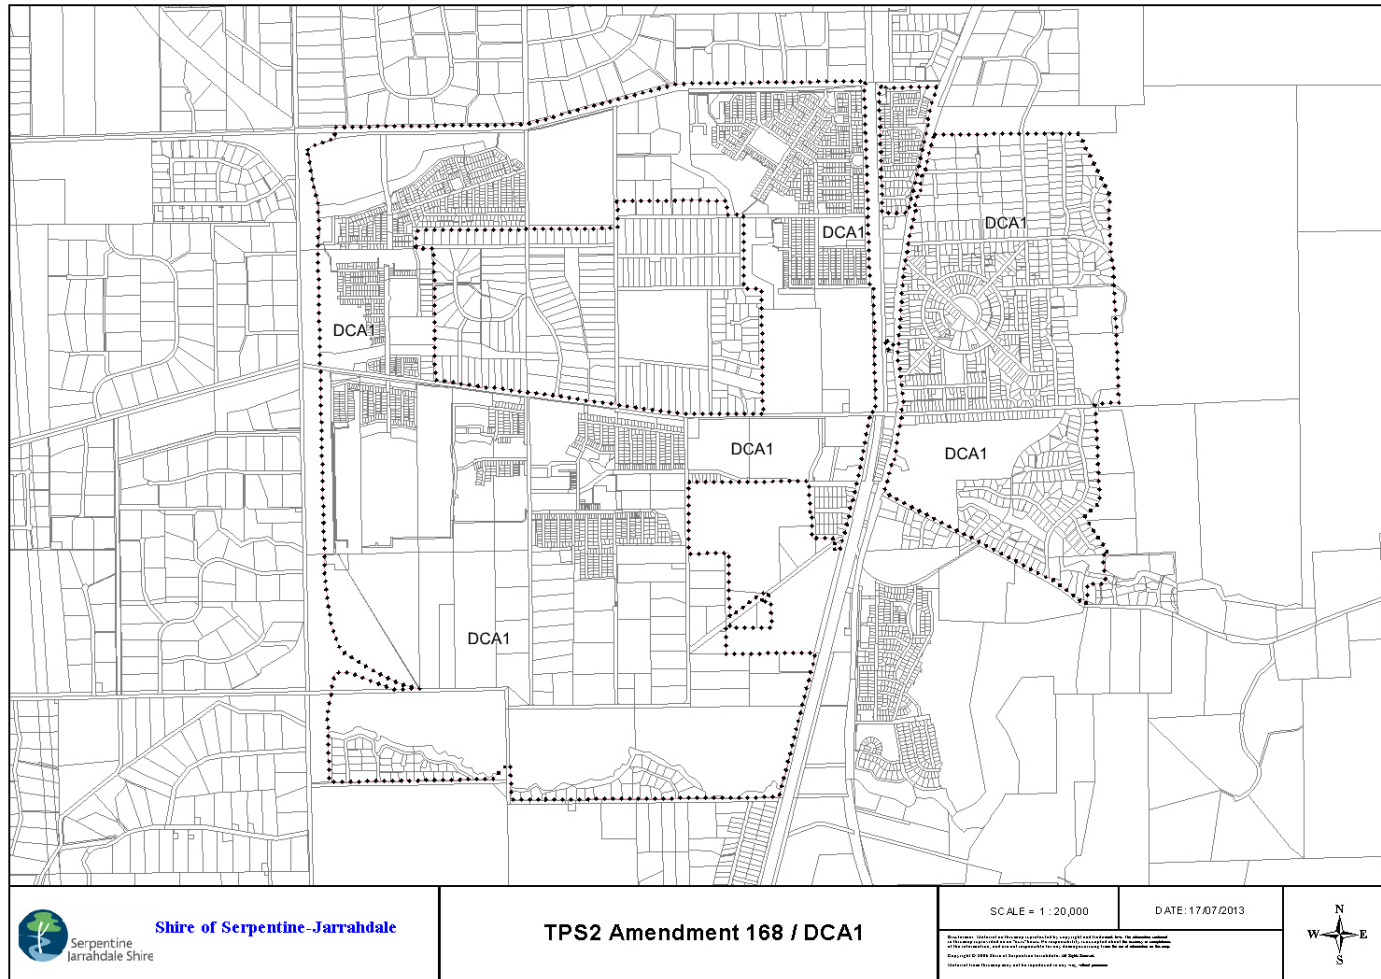 DCA1
DCA1
DCA1
DCA1
DCA1
DCA1
DCA1
Serpentine
Jarrahdale Shire
Shire of Serpentine-Jarrahdale
TPS2 Amendment 168 / DCA1
SCALE = 1 : 20,000
DATE: 17/07/2013
N
W E
S